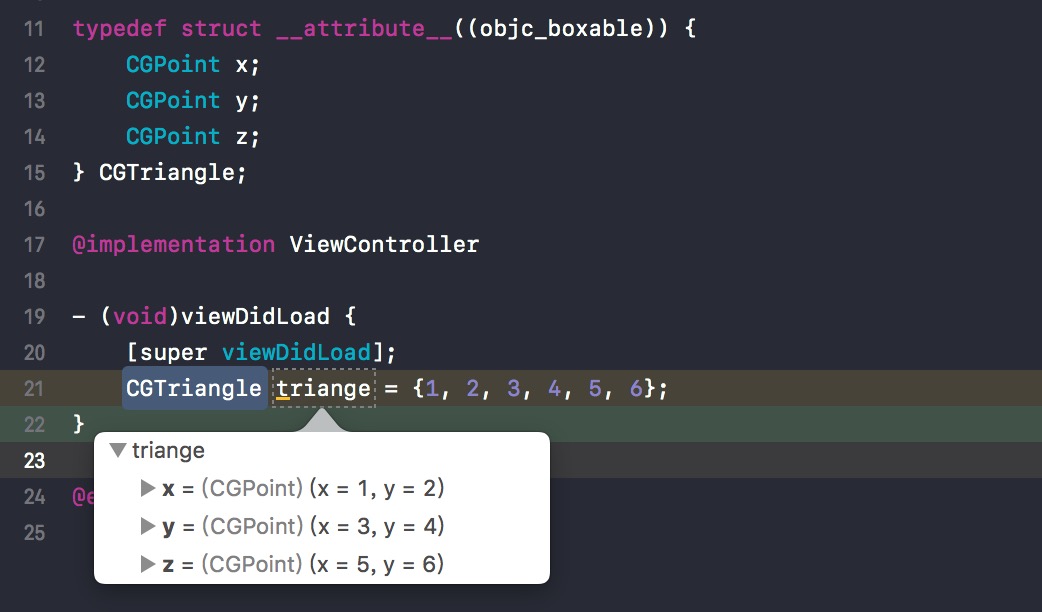 11 typedef struct __attribute__((objc_boxable)) {
12 CGPoint x;
13 CGPoint y;
14 CGPoint z;
15 } CGTriangle;
16
17 @implementation ViewController
18
19 - (void)viewDidLoad {
20 [super viewDidLoad];
21 CGTriangle triange = {1, 2, 3, 4, 5, 6};
22 }
23
24 @e
25
triange
x = (CGPoint) (x = 1, y = 2)
y = (CGPoint) (x = 3, y = 4)
z = (CGPoint) (x = 5, y = 6)